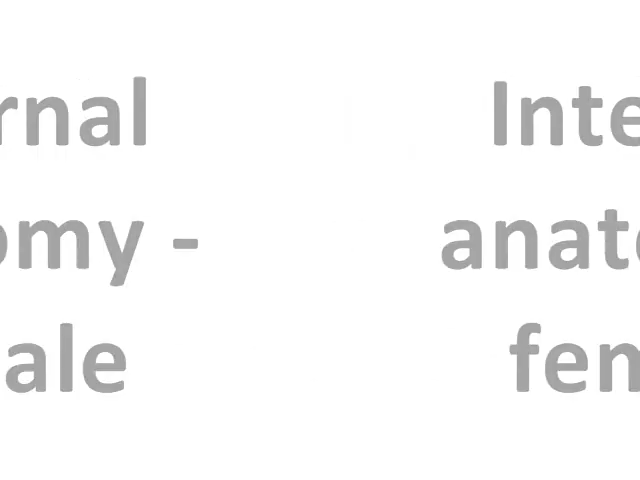 rnal
omy -
ale
Inte
anato
fem